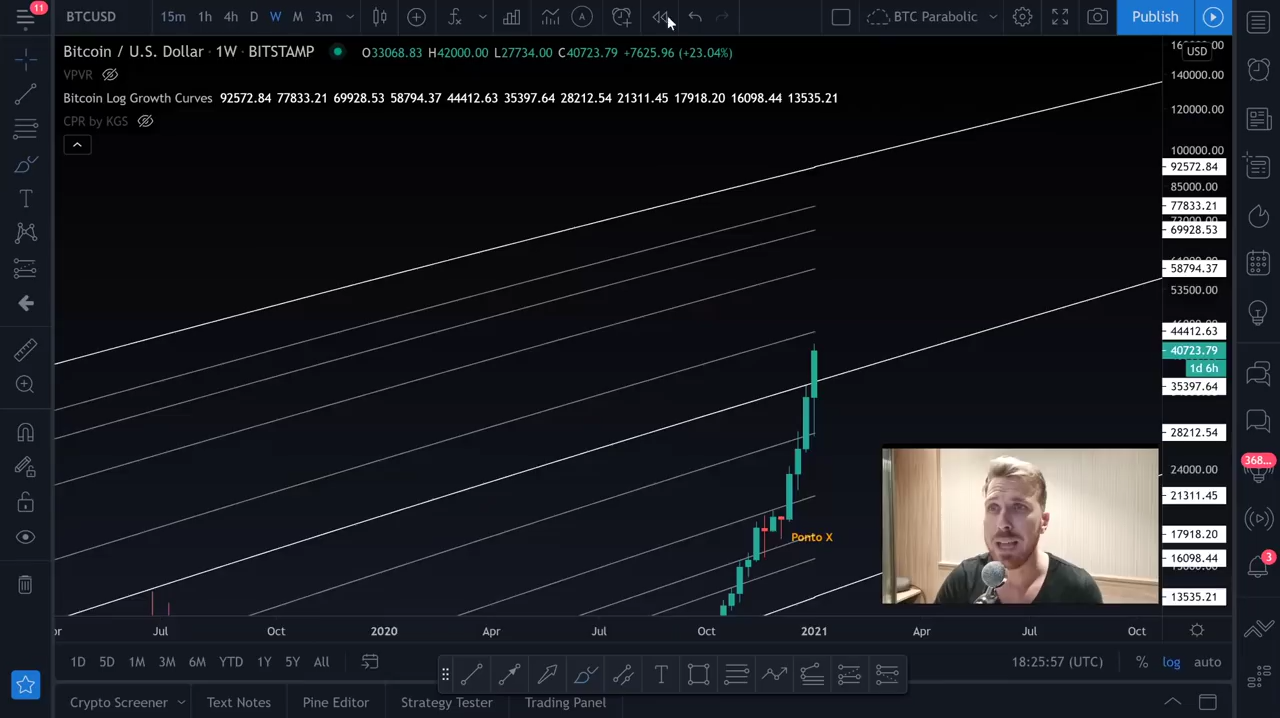 11
BTCUSD
15m 1h 4h D W M 3m
BTC Parabolic
Publish
Bitcoin / U.S. Dollar · 1W · BITSTAMP
O33068.83 H42000.00 L27734.00 C40723.79 +7625.96 (+23.04%)
VPVR
Bitcoin Log Growth Curves 92572.84 77833.21 69928.53 58794.37 44412.63 35397.64 28212.54 21311.45 17918.20 16098.44 13535.21
CPR by KGS
USD
140000.00
120000.00
100000.00
92572.84
85000.00
77833.21
69928.53
58794.37
53500.00
44412.63
40723.79
1d 6h
35397.64
28212.54
24000.00
21311.45
17918.20
16098.44
13535.21
Ponto X
368...
3
Jul Oct 2020 Apr Jul Oct 2021 Apr Jul Oct
1D 5D 1M 3M 6M YTD 1Y 5Y All
18:25:57 (UTC) % log auto
Crypto Screener Text Notes Pine Editor Strategy Tester Trading Panel